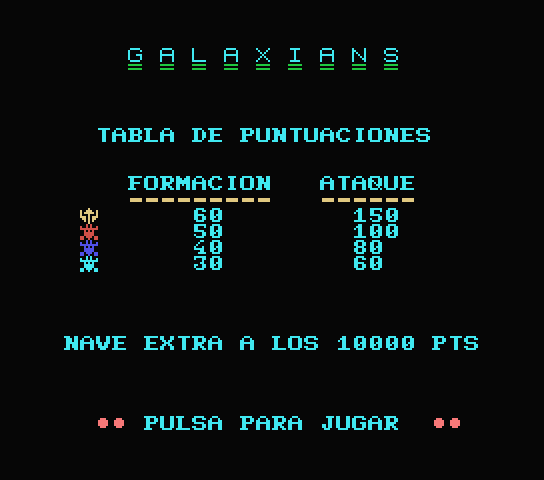 G A L A X I A N S
TABLA DE PUNTUACIONES
FORMACION ATAQUE
60 150
50 100
40 80
30 60
NAVE EXTRA A LOS 10000 PTS
PULSA PARA JUGAR